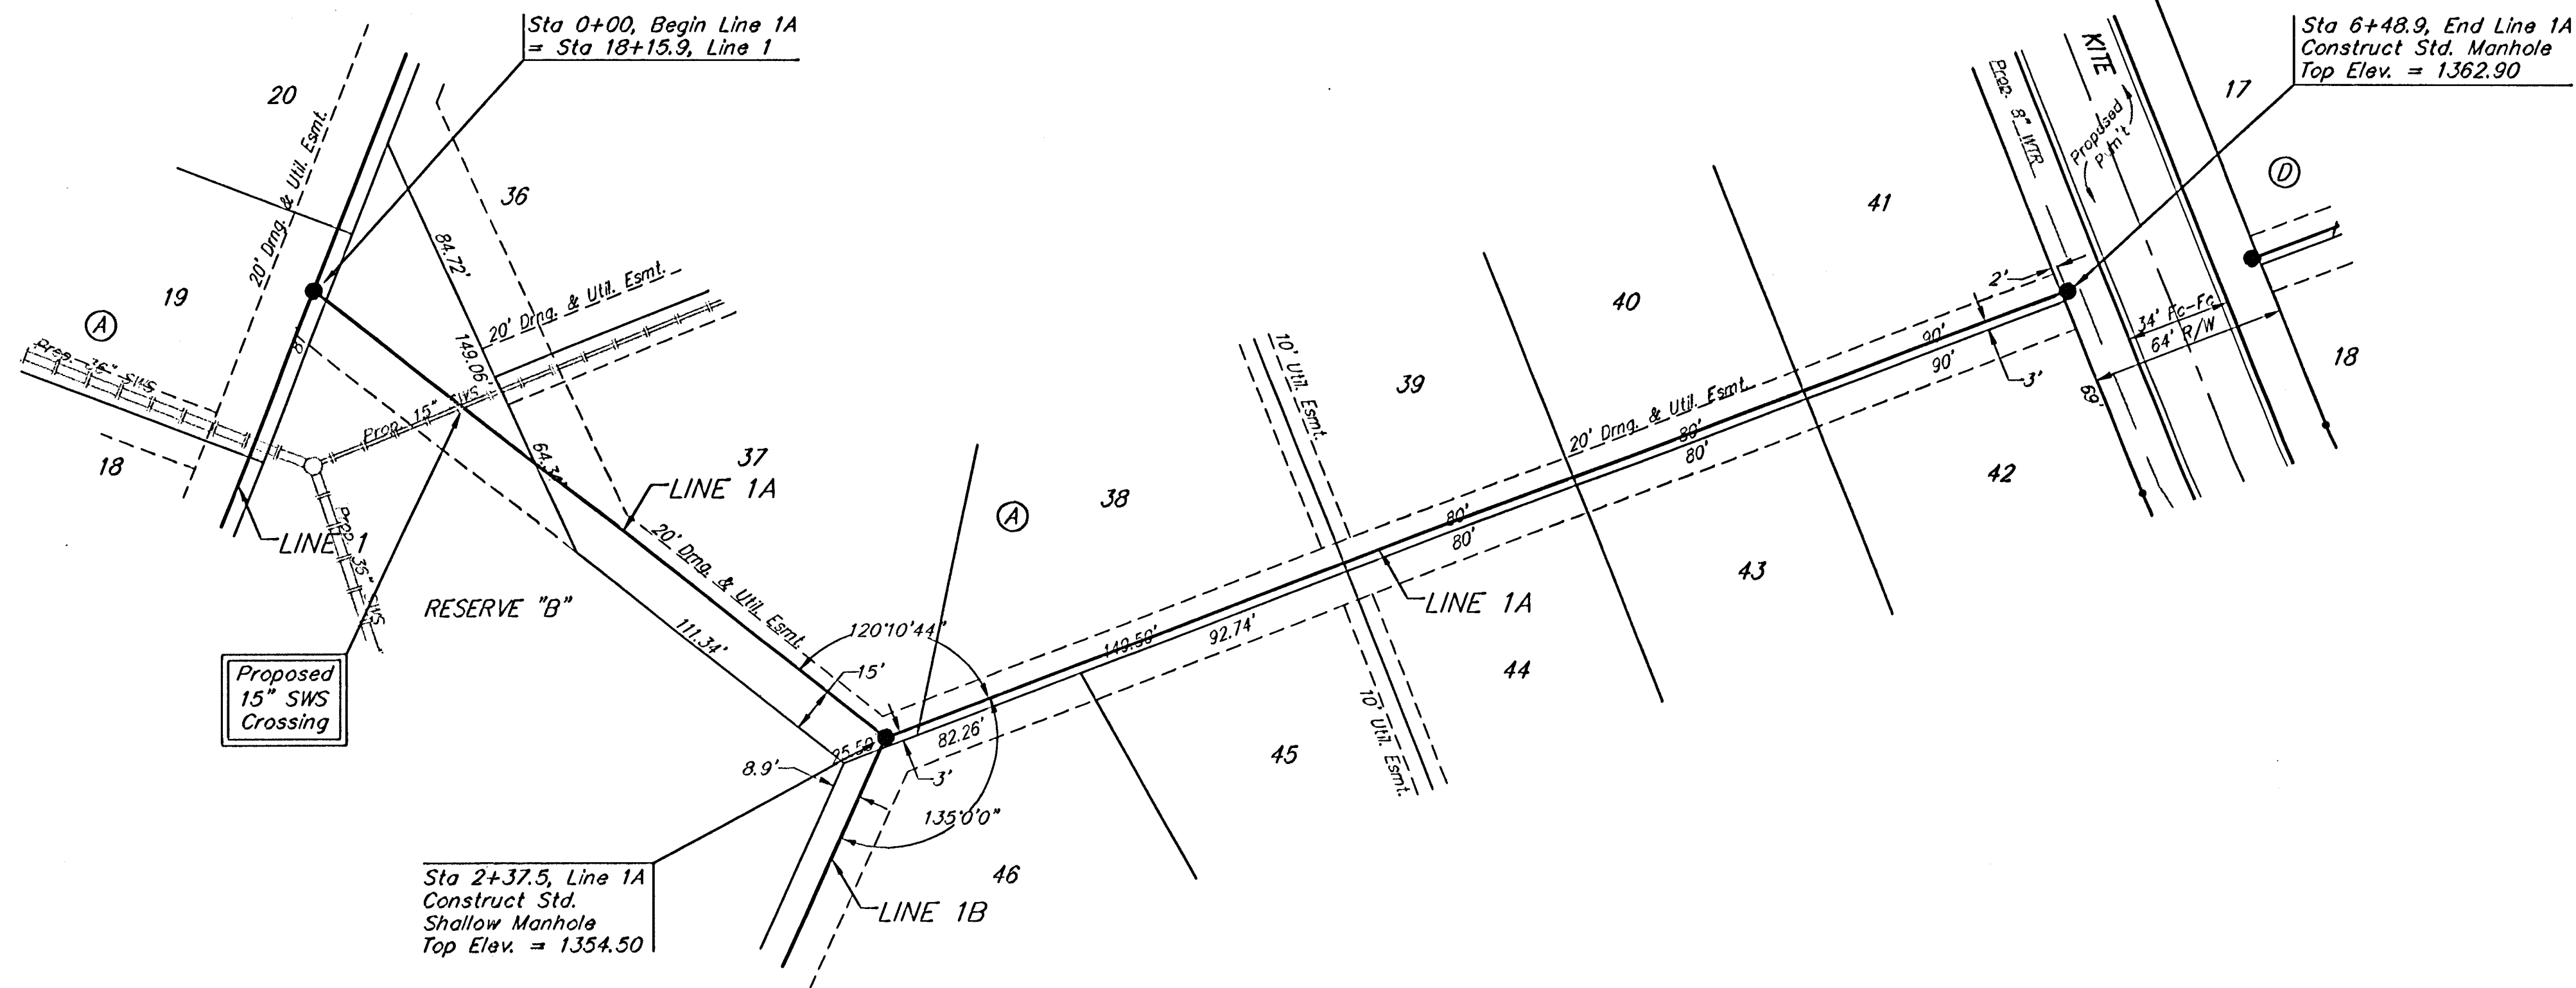 Sta 0+00, Begin Line 1A
= Sta 18+15.9, Line 1
Sta 6+48.9, End Line 1A
Construct Std. Manhole
Top Elev. = 1362.90
KITE
Prop. 8" WTR
Proposed
Pvm't
17
D
20
20' Drng. & Util. Esmt.
36
84.72'
41
19
A
2'
40
20' Drng. & Util. Esmt.
149.06'
90'
90'
3'
34' Fc-Fc
64' R/W
18
69'
10' Util. Esmt.
39
20' Drng. & Util. Esmt.
Prop. 15" SWS
18
37
LINE 1A
38
A
80'
80'
42
80'
80'
43
LINE 1
RESERVE "B"
20' Drng. & Util. Esmt.
111.34'
120°10'44"
LINE 1A
149.50'
92.74'
44
10' Util. Esmt.
15'
Proposed
15" SWS
Crossing
25.50'
82.26'
45
8.9'
3'
135°0'0"
46
LINE 1B
Sta 2+37.5, Line 1A
Construct Std.
Shallow Manhole
Top Elev. = 1354.50